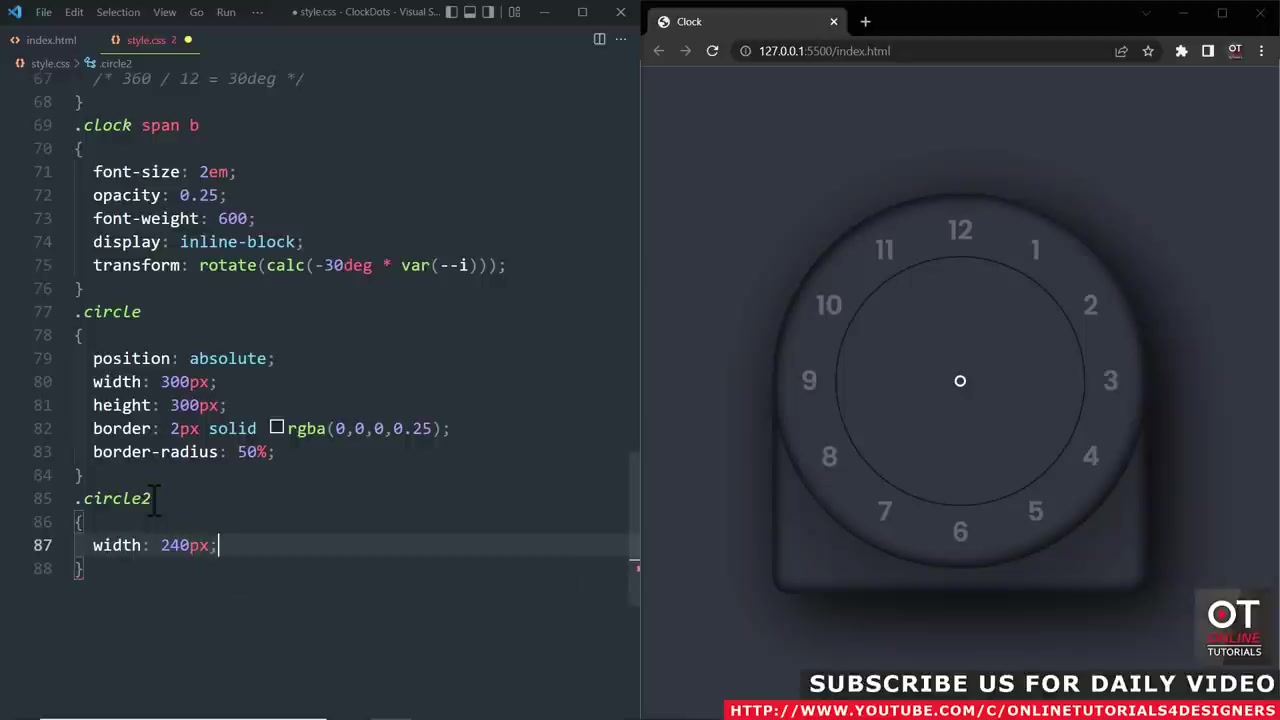 File Edit Selection View Go Run ··· ● style.css - ClockDots - Visual S...
index.html style.css 2 ●
style.css > .circle2
67 /* 360 / 12 = 30deg */
68 }
69 .clock span b
70 {
71 font-size: 2em;
72 opacity: 0.25;
73 font-weight: 600;
74 display: inline-block;
75 transform: rotate(calc(-30deg * var(--i)));
76 }
77 .circle
78 {
79 position: absolute;
80 width: 300px;
81 height: 300px;
82 border: 2px solid rgba(0,0,0,0.25);
83 border-radius: 50%;
84 }
85 .circle2
86 {
87 width: 240px;
88 }
Clock
127.0.0.1:5500/index.html
OT
12
11 1
10 2
9 3
8 4
7 5
6
OT
ONLINE
TUTORIALS
SUBSCRIBE US FOR DAILY VIDEO
HTTP://WWW.YOUTUBE.COM/C/ONLINETUTORIALS4DESIGNERS